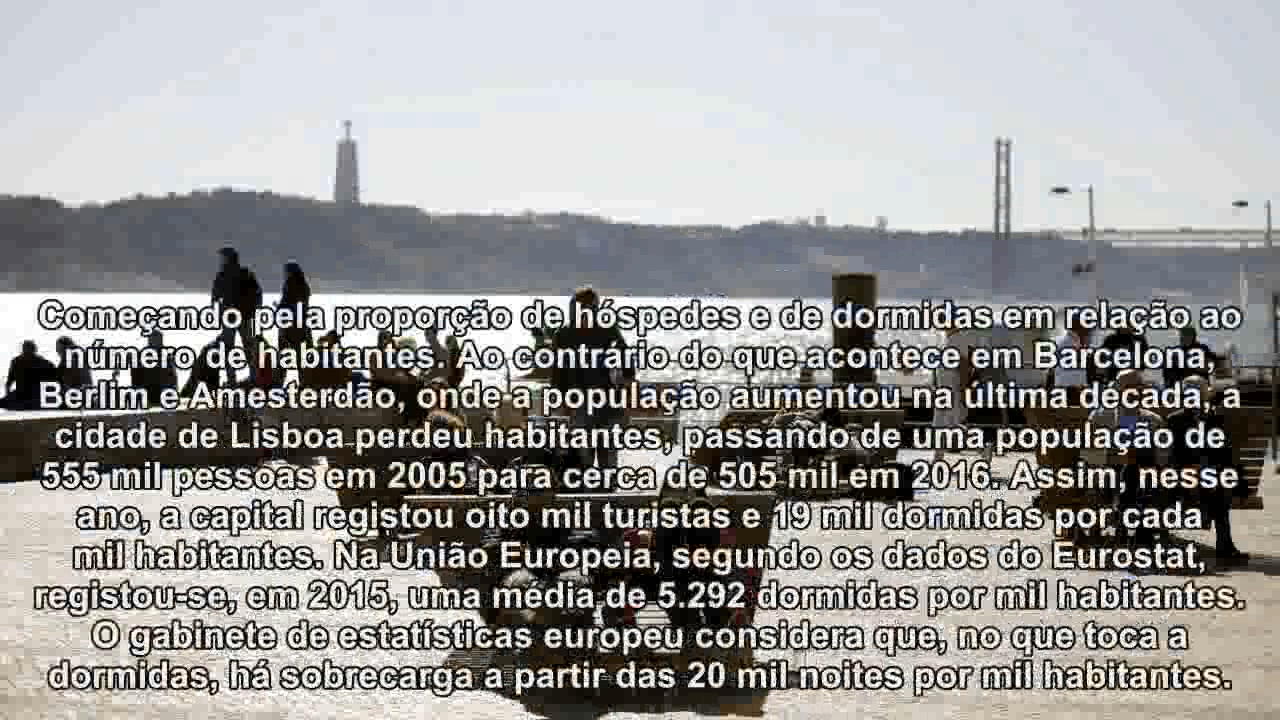 Começando pela proporção de hóspedes e de dormidas em relação ao
número de habitantes. Ao contrário do que acontece em Barcelona,
Berlim e Amesterdão, onde a população aumentou na última década, a
cidade de Lisboa perdeu habitantes, passando de uma população de
555 mil pessoas em 2005 para cerca de 505 mil em 2016. Assim, nesse
ano, a capital registou oito mil turistas e 19 mil dormidas por cada
mil habitantes. Na União Europeia, segundo os dados do Eurostat,
registou-se, em 2015, uma média de 5.292 dormidas por mil habitantes.
O gabinete de estatísticas europeu considera que, no que toca a
dormidas, há sobrecarga a partir das 20 mil noites por mil habitantes.